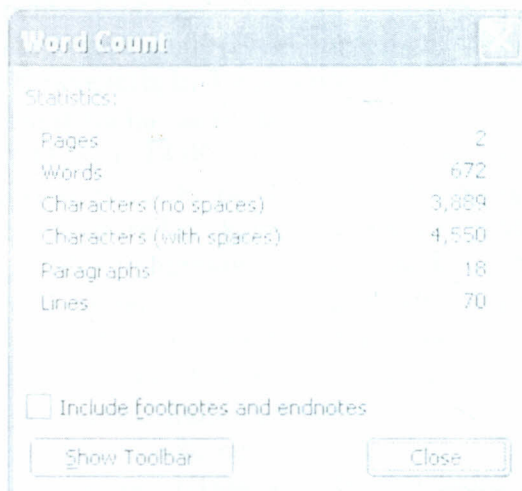 Word Count
Statistics:
Pages 2
Words 672
Characters (no spaces) 3,889
Characters (with spaces) 4,550
Paragraphs 18
Lines 70
Include footnotes and endnotes
Show Toolbar Close